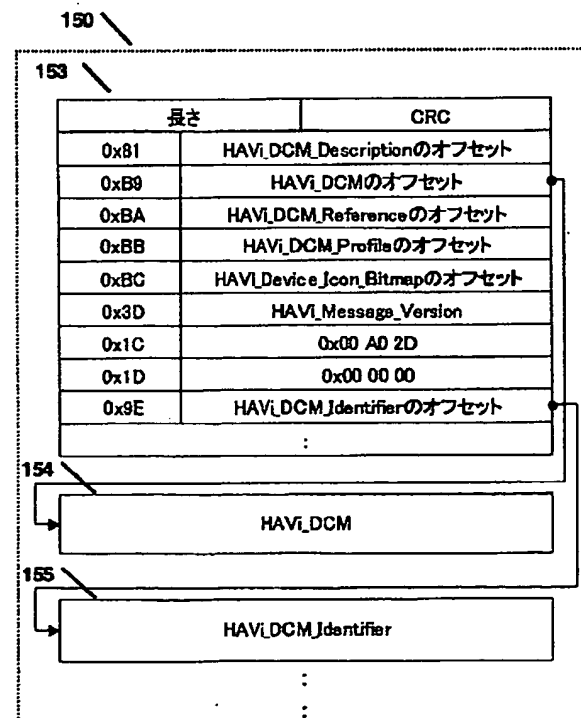 150
153
長さ CRC
0x81 HAVi_DCM_Descriptionのオフセット
0xB9 HAVi_DCMのオフセット
0xBA HAVi_DCM_Referenceのオフセット
0xBB HAVi_DCM_Profileのオフセット
0xBC HAVi_Device_Icon_Bitmapのオフセット
0x3D HAVi_Message_Version
0x1C 0x00 A0 2D
0x1D 0x00 00 00
0x9E HAVi_DCM_Identifierのオフセット
:
154
HAVi_DCM
155
HAVi_DCM_Identifier
:
: